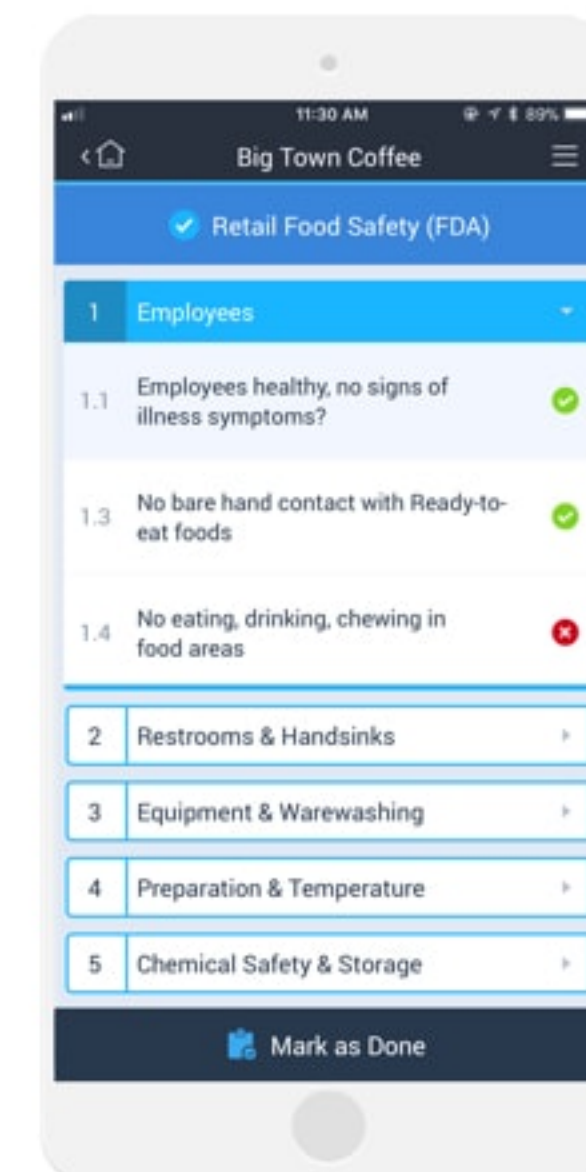 11:30 AM
89%
Big Town Coffee
Retail Food Safety (FDA)
1 Employees
1.1 Employees healthy, no signs of
illness symptoms?
1.3 No bare hand contact with Ready-to-
eat foods
1.4 No eating, drinking, chewing in
food areas
2 Restrooms & Handsinks
3 Equipment & Warewashing
4 Preparation & Temperature
5 Chemical Safety & Storage
Mark as Done